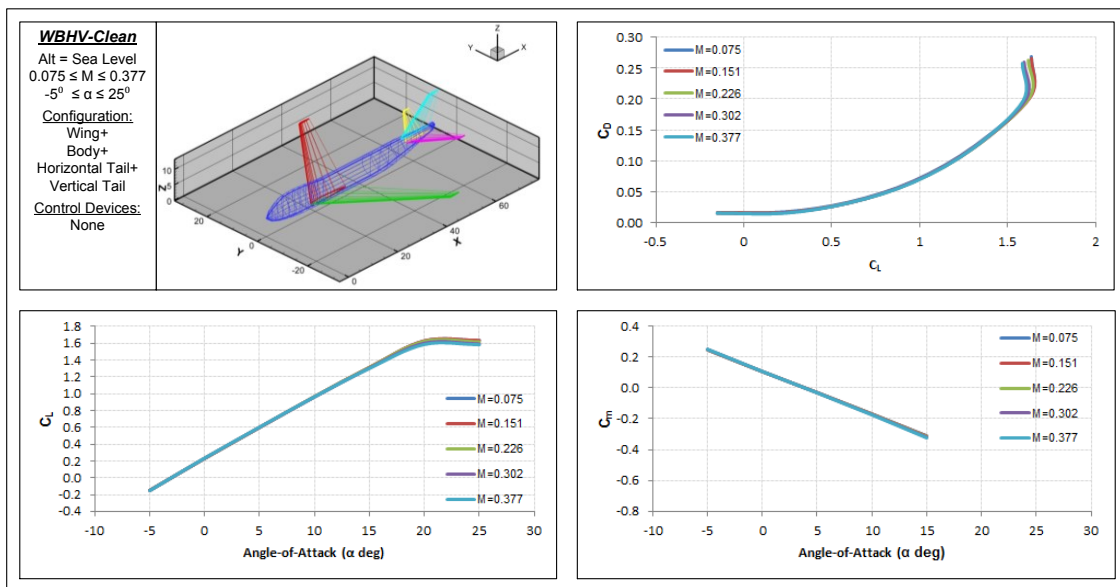 WBHV-Clean
Alt = Sea Level
0.075 ≤ M ≤ 0.377
-5⁰ ≤ α ≤ 25⁰
Configuration:
Wing+
Body+
Horizontal Tail+
Vertical Tail
Control Devices:
None
Z
Y
X
10
5
0
Z
20
0
-20
Y
0
20
40
60
X
0.30
0.25
0.20
0.15
0.10
0.05
0.00
C_D
M=0.075
M=0.151
M=0.226
M=0.302
M=0.377
-0.5
0
0.5
1
1.5
2
C_L
1.8
1.6
1.4
1.2
1.0
0.8
0.6
0.4
0.2
0.0
-0.2
-0.4
C_L
M=0.075
M=0.151
M=0.226
M=0.302
M=0.377
-10
-5
0
5
10
15
20
25
30
Angle-of-Attack (α deg)
0.4
0.2
0.0
-0.2
-0.4
-0.6
-0.8
C_m
M=0.075
M=0.151
M=0.226
M=0.302
M=0.377
-10
-5
0
5
10
15
20
25
30
Angle-of-Attack (α deg)